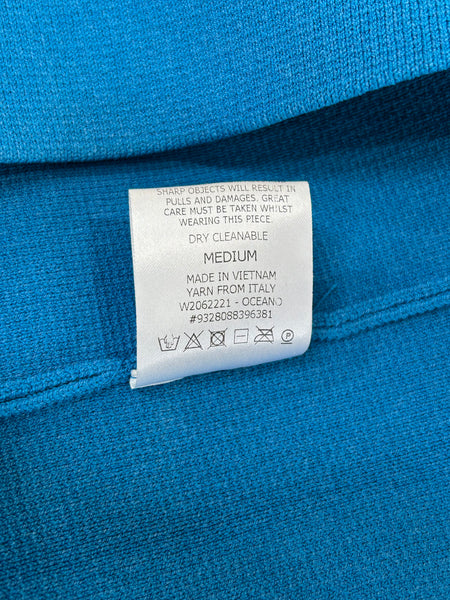 SHARP OBJECTS WILL RESULT IN
PULLS AND DAMAGES. GREAT
CARE MUST BE TAKEN WHILST
WEARING THIS PIECE.
DRY CLEANABLE
MEDIUM
MADE IN VIETNAM
YARN FROM ITALY
W2062221 - OCEANO
#9328088396381
P